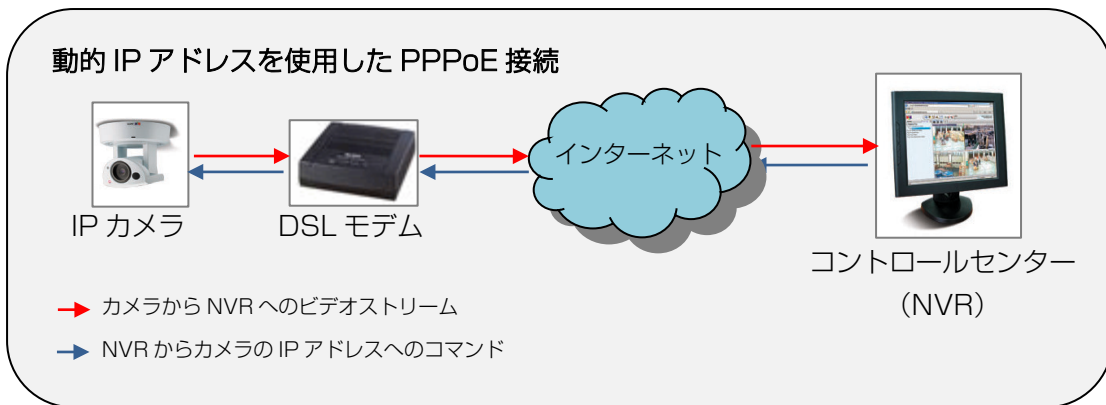 動的 IP アドレスを使用した PPPoE 接続
インターネット
IP カメラ
DSL モデム
コントロールセンター
（NVR）
カメラから NVR へのビデオストリーム
NVR からカメラの IP アドレスへのコマンド